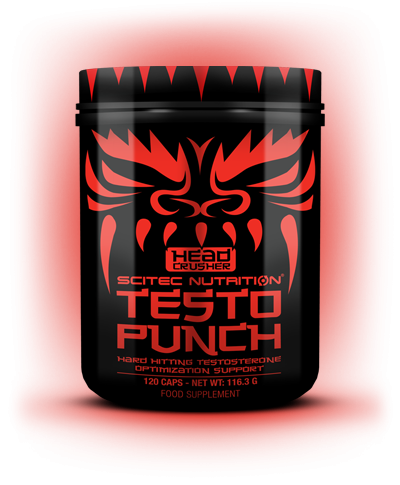 HEAD
CRUSHER
SCITEC NUTRITION®
TESTO
PUNCH
HARD HITTING TESTOSTERONE
OPTIMIZATION SUPPORT
120 CAPS - NET WT: 116.3 G
FOOD SUPPLEMENT